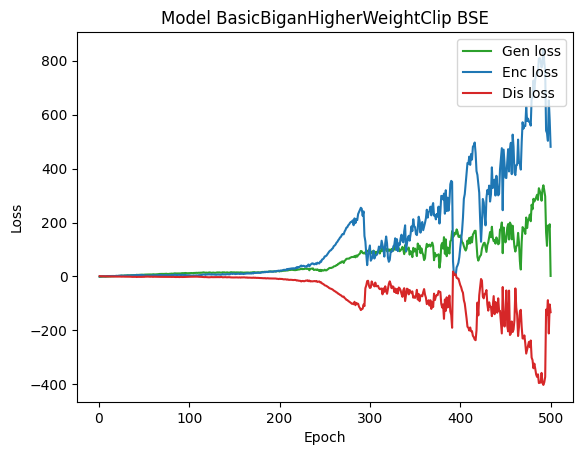 Model BasicBiganHigherWeightClip BSE
Gen loss
Enc loss
Dis loss
Loss
800
600
400
200
0
−200
−400
0 100 200 300 400 500
Epoch